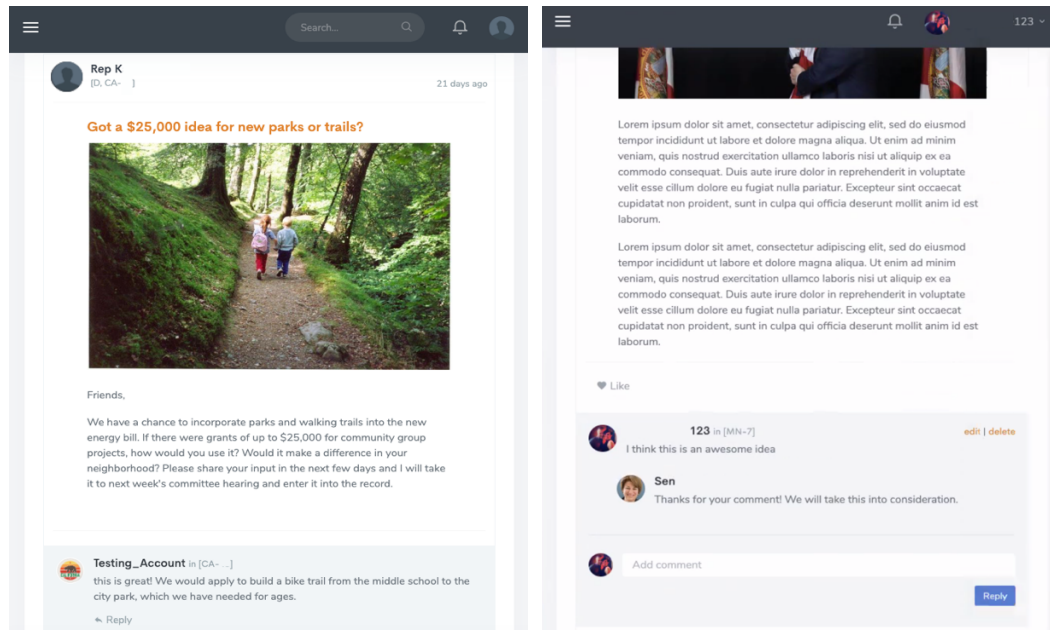 Search...
Rep K
[D, CA- ]
21 days ago
Got a $25,000 idea for new parks or trails?
Friends,
We have a chance to incorporate parks and walking trails into the new
energy bill. If there were grants of up to $25,000 for community group
projects, how would you use it? Would it make a difference in your
neighborhood? Please share your input in the next few days and I will take
it to next week's committee hearing and enter it into the record.
Testing_Account in [CA- ...]
this is great! We would apply to build a bike trail from the middle school to the
city park, which we have needed for ages.
Reply
123
Lorem ipsum dolor sit amet, consectetur adipiscing elit, sed do eiusmod
tempor incididunt ut labore et dolore magna aliqua. Ut enim ad minim
veniam, quis nostrud exercitation ullamco laboris nisi ut aliquip ex ea
commodo consequat. Duis aute irure dolor in reprehenderit in voluptate
velit esse cillum dolore eu fugiat nulla pariatur. Excepteur sint occaecat
cupidatat non proident, sunt in culpa qui officia deserunt mollit anim id est
laborum.
Lorem ipsum dolor sit amet, consectetur adipiscing elit, sed do eiusmod
tempor incididunt ut labore et dolore magna aliqua. Ut enim ad minim
veniam, quis nostrud exercitation ullamco laboris nisi ut aliquip ex ea
commodo consequat. Duis aute irure dolor in reprehenderit in voluptate
velit esse cillum dolore eu fugiat nulla pariatur. Excepteur sint occaecat
cupidatat non proident, sunt in culpa qui officia deserunt mollit anim id est
laborum.
Like
123 in [MN-7]
edit | delete
I think this is an awesome idea
Sen
Thanks for your comment! We will take this into consideration.
Add comment
Reply